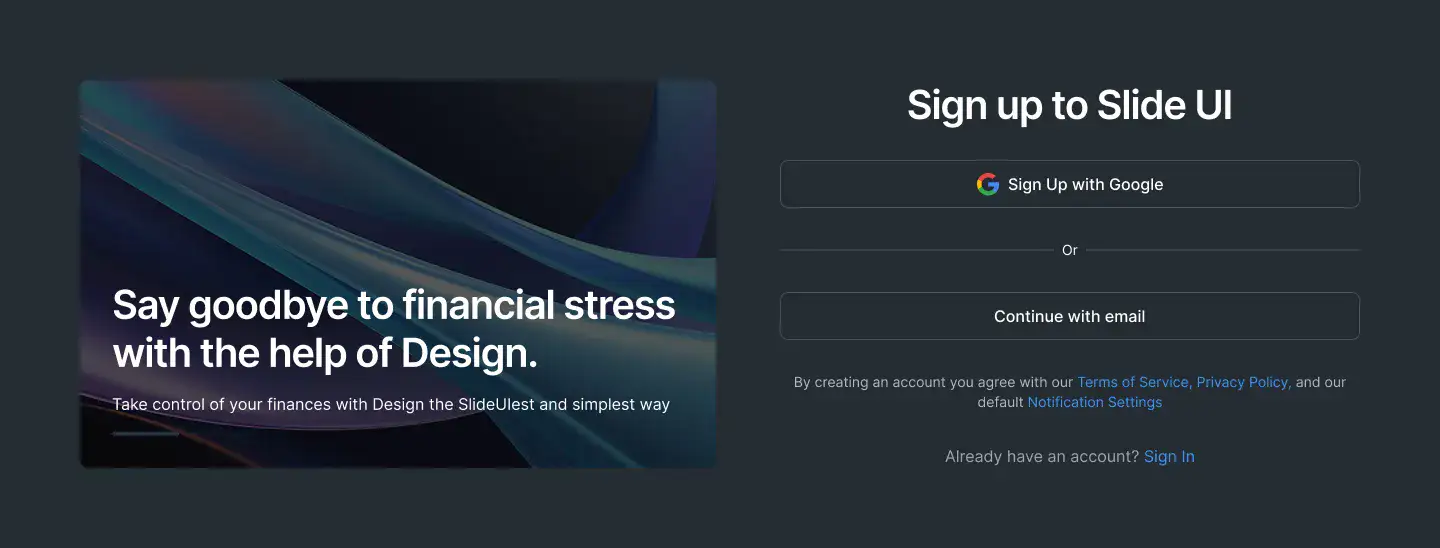 Say goodbye to financial stress
with the help of Design.
Take control of your finances with Design the SlideUIest and simplest way
Sign up to Slide UI
Sign Up with Google
Or
Continue with email
By creating an account you agree with our Terms of Service, Privacy Policy, and our
default Notification Settings
Already have an account? Sign In